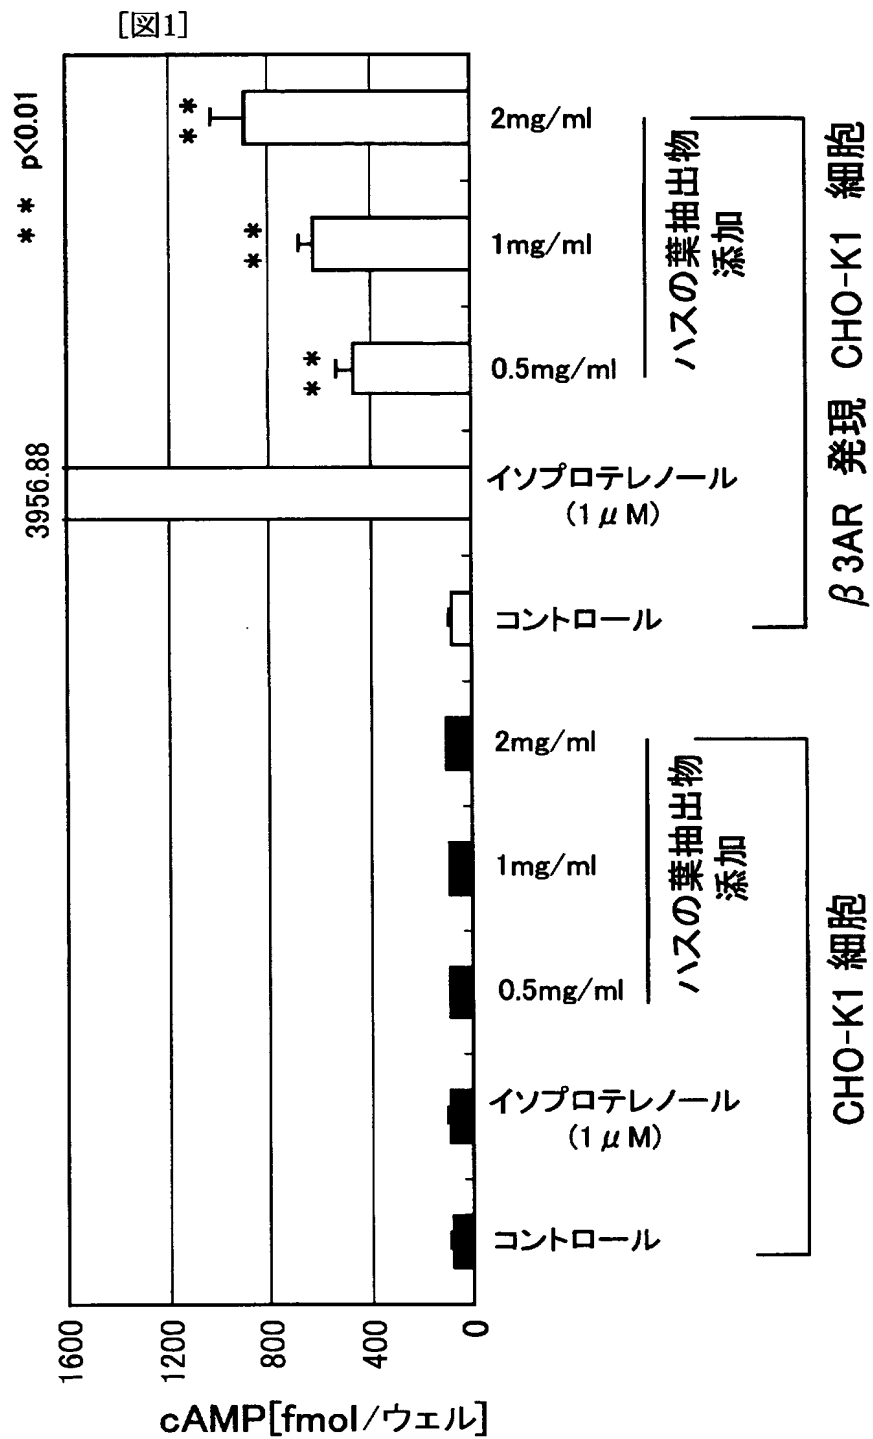 [図1]
** p<0.01
3956.88
**
**
**
1600
1200
800
400
0
cAMP[fmol/ウェル]
コントロール
イソプロテレノール
(1μM)
0.5mg/ml
1mg/ml
2mg/ml
ハスの葉抽出物
添加
CHO-K1 細胞
コントロール
イソプロテレノール
(1μM)
0.5mg/ml
1mg/ml
2mg/ml
ハスの葉抽出物
添加
β3AR 発現 CHO-K1 細胞